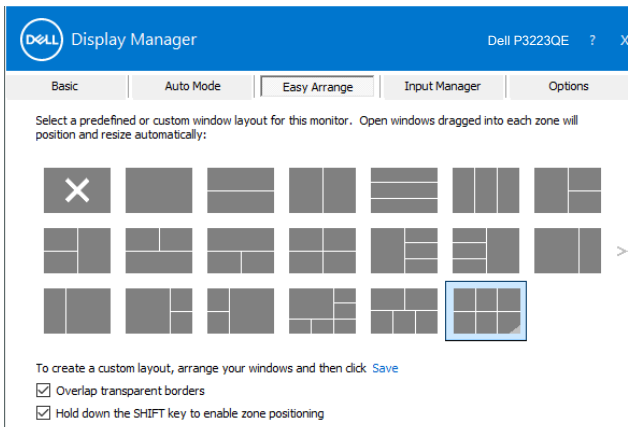 DELL Display Manager Dell P3223QE ? X
Basic Auto Mode Easy Arrange Input Manager Options
Select a predefined or custom window layout for this monitor. Open windows dragged into each zone will
position and resize automatically:
>
To create a custom layout, arrange your windows and then click Save
Overlap transparent borders
Hold down the SHIFT key to enable zone positioning